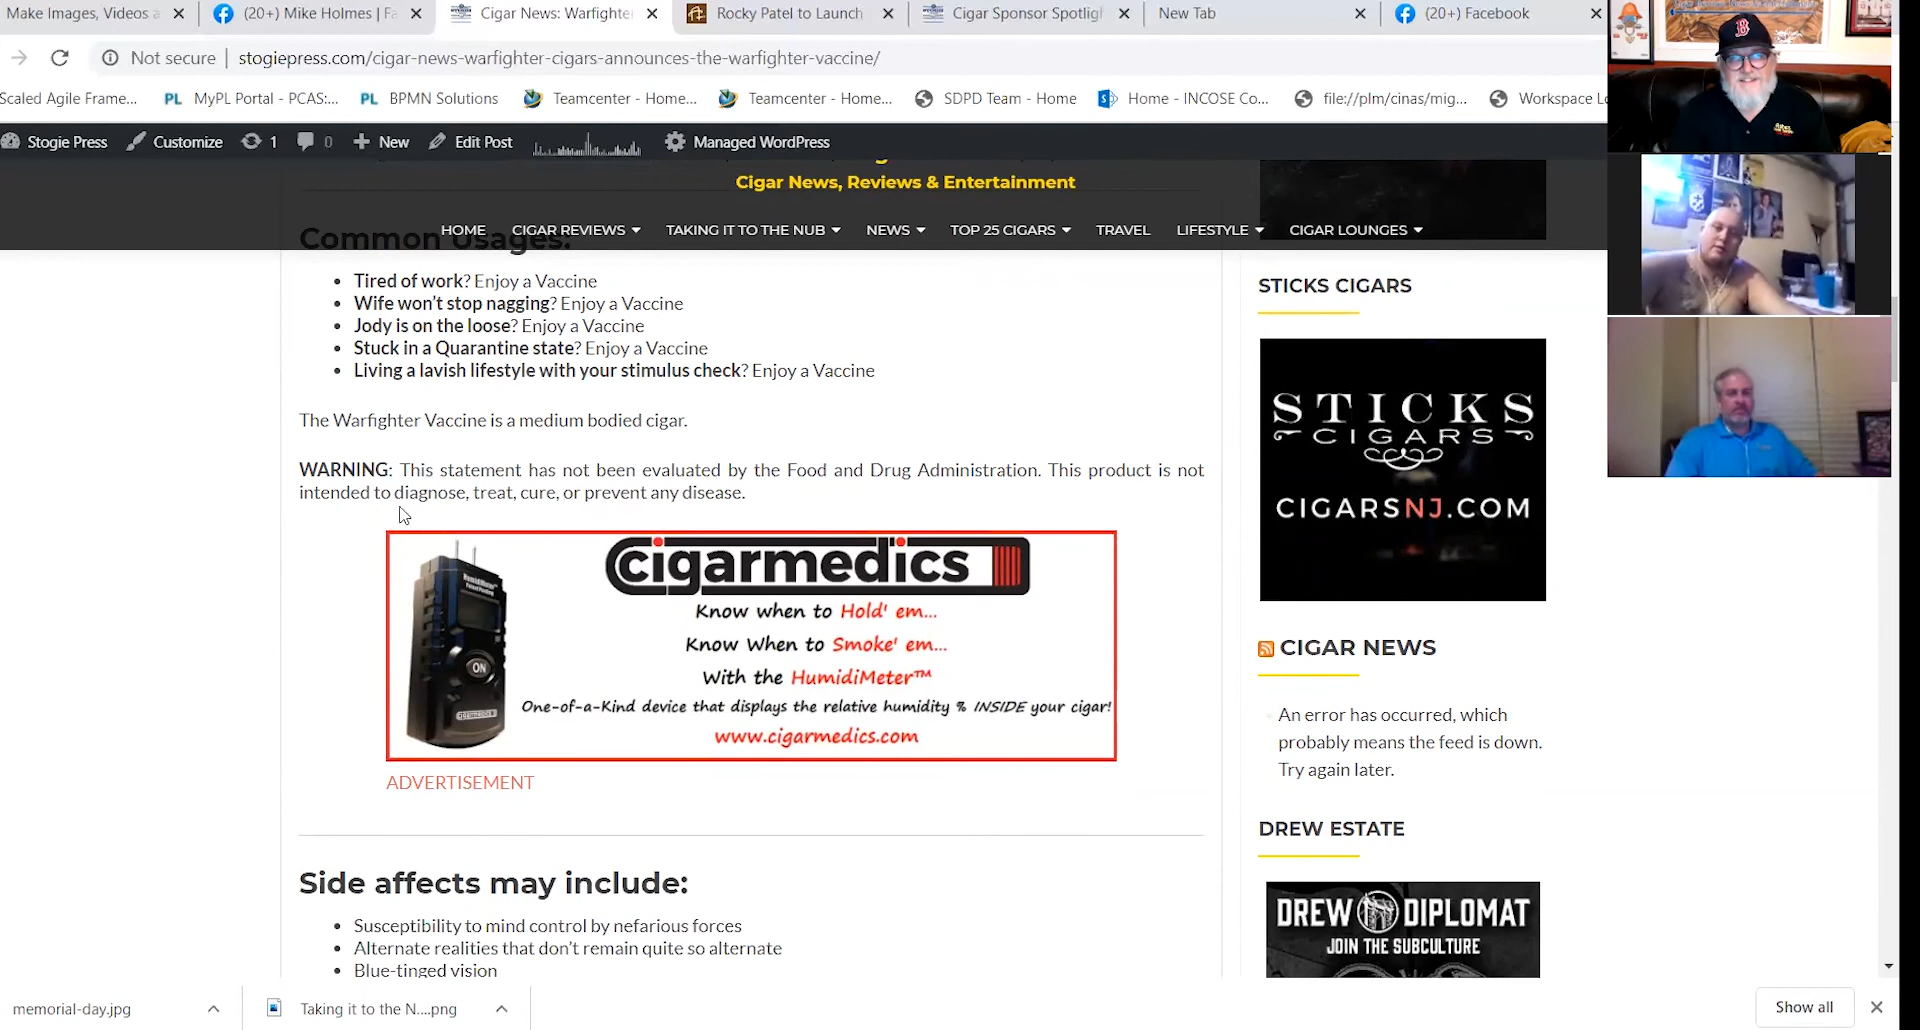 Make Images, Videos a
(20+) Mike Holmes | Fa
Cigar News: Warfighter
Rocky Patel to Launch
Cigar Sponsor Spotligh
New Tab
(20+) Facebook
Not secure
stogiepress.com/cigar-news-warfighter-cigars-announces-the-warfighter-vaccine/
Scaled Agile Frame...
PL MyPL Portal - PCAS:...
PL BPMN Solutions
Teamcenter - Home...
Teamcenter - Home...
SDPD Team - Home
Home - INCOSE Co...
file://plm/cinas/mig...
Workspace Lo
Stogie Press
Customize
1
0
New
Edit Post
Managed WordPress
Cigar News, Reviews & Entertainment
HOME
CIGAR REVIEWS
TAKING IT TO THE NUB
NEWS
TOP 25 CIGARS
TRAVEL
LIFESTYLE
CIGAR LOUNGES
Common Usages:
Tired of work? Enjoy a Vaccine
Wife won't stop nagging? Enjoy a Vaccine
Jody is on the loose? Enjoy a Vaccine
Stuck in a Quarantine state? Enjoy a Vaccine
Living a lavish lifestyle with your stimulus check? Enjoy a Vaccine
The Warfighter Vaccine is a medium bodied cigar.
WARNING: This statement has not been evaluated by the Food and Drug Administration. This product is not
intended to diagnose, treat, cure, or prevent any disease.
cigarmedics
Know when to Hold' em...
Know When to Smoke' em...
With the HumidiMeter™
One-of-a-Kind device that displays the relative humidity % INSIDE your cigar!
www.cigarmedics.com
HumidiMeter™
ON
cigarmedics
ADVERTISEMENT
Side affects may include:
Susceptibility to mind control by nefarious forces
Alternate realities that don't remain quite so alternate
Blue-tinged vision
STICKS CIGARS
STICKS
CIGARS
CIGARSNJ.COM
CIGAR NEWS
An error has occurred, which
probably means the feed is down.
Try again later.
DREW ESTATE
DREW DIPLOMAT
JOIN THE SUBCULTURE
B
memorial-day.jpg
Taking it to the N....png
Show all